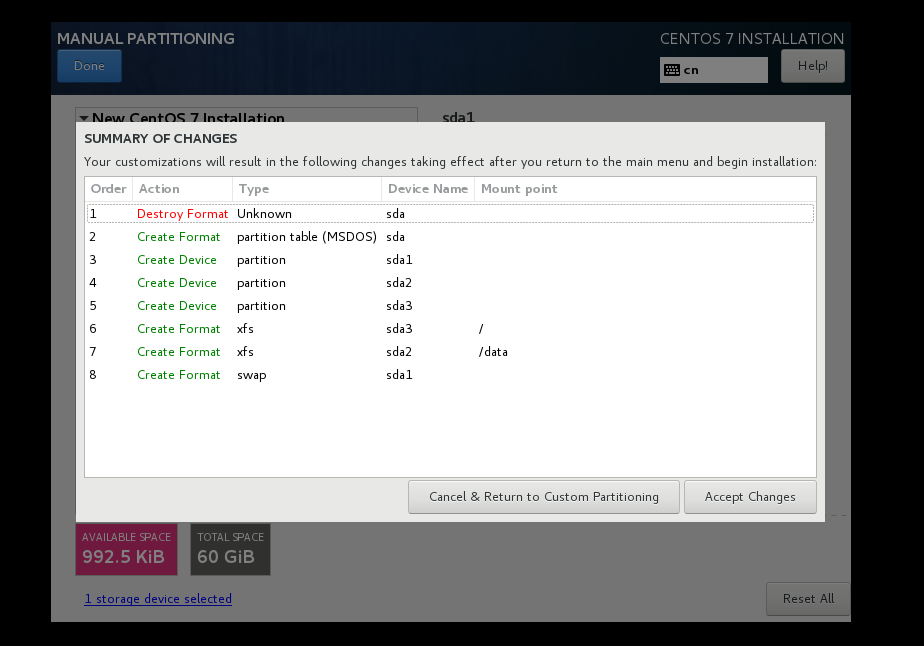 MANUAL PARTITIONING
CENTOS 7 INSTALLATION
Done
cn
Help!
New CentOS 7 Installation
sda1
SUMMARY OF CHANGES
Your customizations will result in the following changes taking effect after you return to the main menu and begin installation:
Order Action Type Device Name Mount point
1 Destroy Format Unknown sda
2 Create Format partition table (MSDOS) sda
3 Create Device partition sda1
4 Create Device partition sda2
5 Create Device partition sda3
6 Create Format xfs sda3 /
7 Create Format xfs sda2 /data
8 Create Format swap sda1
Cancel & Return to Custom Partitioning
Accept Changes
AVAILABLE SPACE
992.5 KiB
TOTAL SPACE
60 GiB
1 storage device selected
Reset All